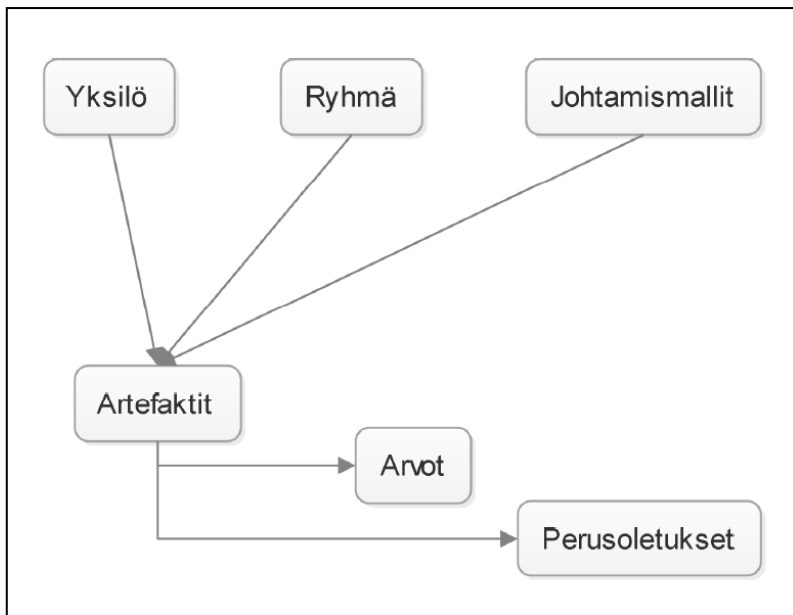 Yksilö
Ryhmä
Johtamismallit
Artefaktit
Arvot
Perusoletukset